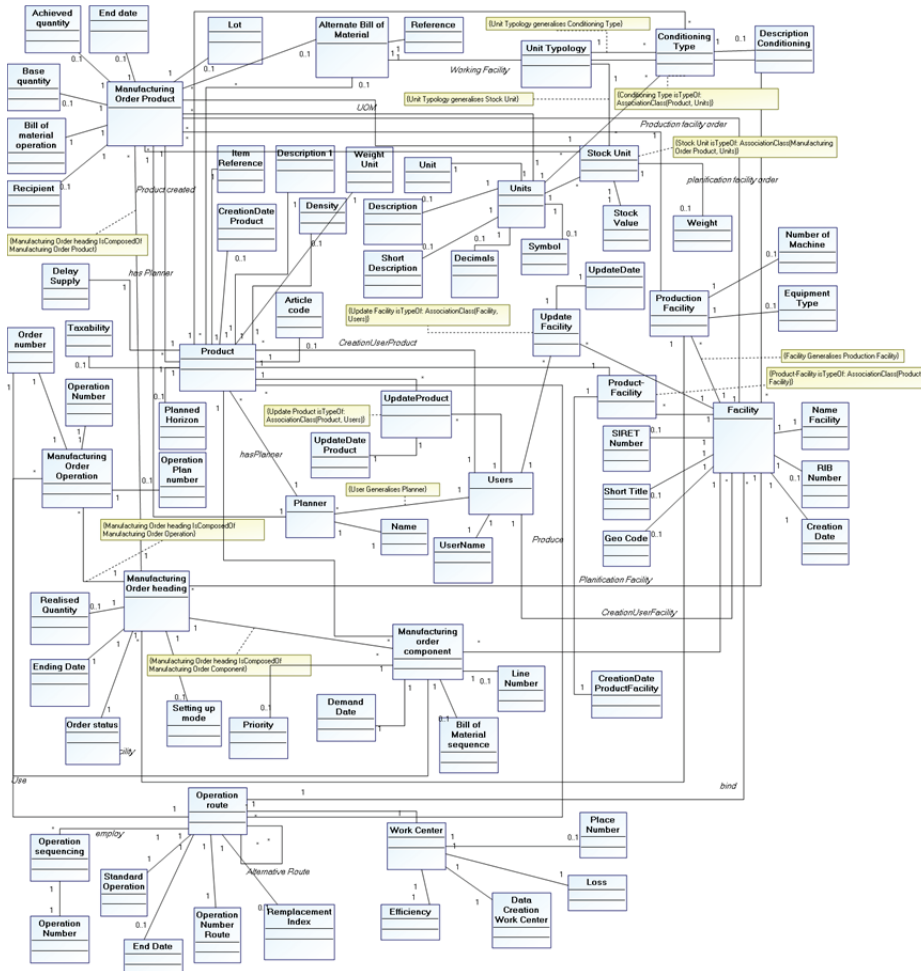 Achieved
quantity
End date
Lot
Alternate Bill of
Material
Reference
{Unit Typology generalises Conditioning Type}
Unit Typology
Conditioning
Type
Description
Conditioning
Base
quantity
Manufacturing
Order Product
Working Facility
{Unit Typology generalises Stock Unit}
{Conditioning Type isTypeOf:
AssociationClass(Product, Units)}
UOM
Production facility order
Bill of
material
operation
Recipient
Product created
Item
Reference
Description 1
Weight
Unit
Unit
Units
Stock Unit
{Stock Unit isTypeOf: AssociationClass(Manufacturing
Order Product, Units)}
planification facility order
CreationDate
Product
Density
Description
Short
Description
Decimals
Symbol
Stock
Value
Weight
Number of
Machine
{Manufacturing Order heading IsComposedOf
Manufacturing Order Product}
has Planner
Delay
Supply
Article
code
UpdateDate
{Update Facility isTypeOf: AssociationClass(Facility,
Users)}
Update
Facility
Production
Facility
Equipment
Type
Order
number
Taxability
Product
CreationUserProduct
{Facility Generalises Production Facility}
{Product-Facility isTypeOf: AssociationClass(Product
Facility)}
Operation
Number
Planned
Horizon
{Update Product isTypeOf:
AssociationClass(Product, Users)}
UpdateProduct
Product-
Facility
Facility
Name
Facility
SIRET
Number
Manufacturing
Order
Operation
Operation
Plan
number
UpdateDate
Product
hasPlanner
Users
{User Generalises Planner}
Planner
Name
UserName
Short Title
RIB
Number
Geo Code
Creation
Date
{Manufacturing Order heading IsComposedOf
Manufacturing Order Operation}
Produce
Manufacturing
Order heading
Planification Facility
Realised
Quantity
CreationUserFacility
Manufacturing
order
component
{Manufacturing Order heading IsComposedOf
Manufacturing Order Component}
Ending Date
Order status
Setting up
mode
Priority
Demand
Date
Bill of
Material
sequence
Line
Number
CreationDate
ProductFacility
cility
Use
bind
Operation
route
employ
Operation
sequencing
Work Center
Place
Number
Standard
Operation
Alternative Route
Operation
Number
End Date
Operation
Number
Route
Remplacement
Index
Efficiency
Data
Creation
Work Center
Loss